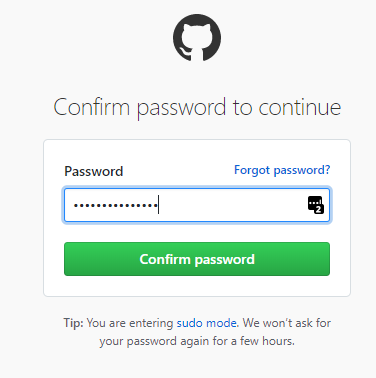 Confirm password to continue
Password Forgot password?
•••••••••••••••
2
Confirm password
Tip: You are entering sudo mode. We won't ask for
your password again for a few hours.